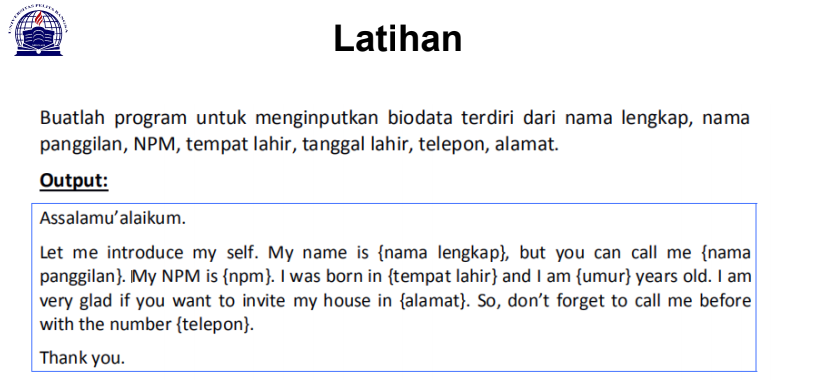 UNIVERSITAS PELITA BANGSA
Latihan
Buatlah program untuk menginputkan biodata terdiri dari nama lengkap, nama
panggilan, NPM, tempat lahir, tanggal lahir, telepon, alamat.
Output:
Assalamu’alaikum.
Let me introduce my self. My name is {nama lengkap}, but you can call me {nama
panggilan}. My NPM is {npm}. I was born in {tempat lahir} and I am {umur} years old. I am
very glad if you want to invite my house in {alamat}. So, don’t forget to call me before
with the number {telepon}.
Thank you.